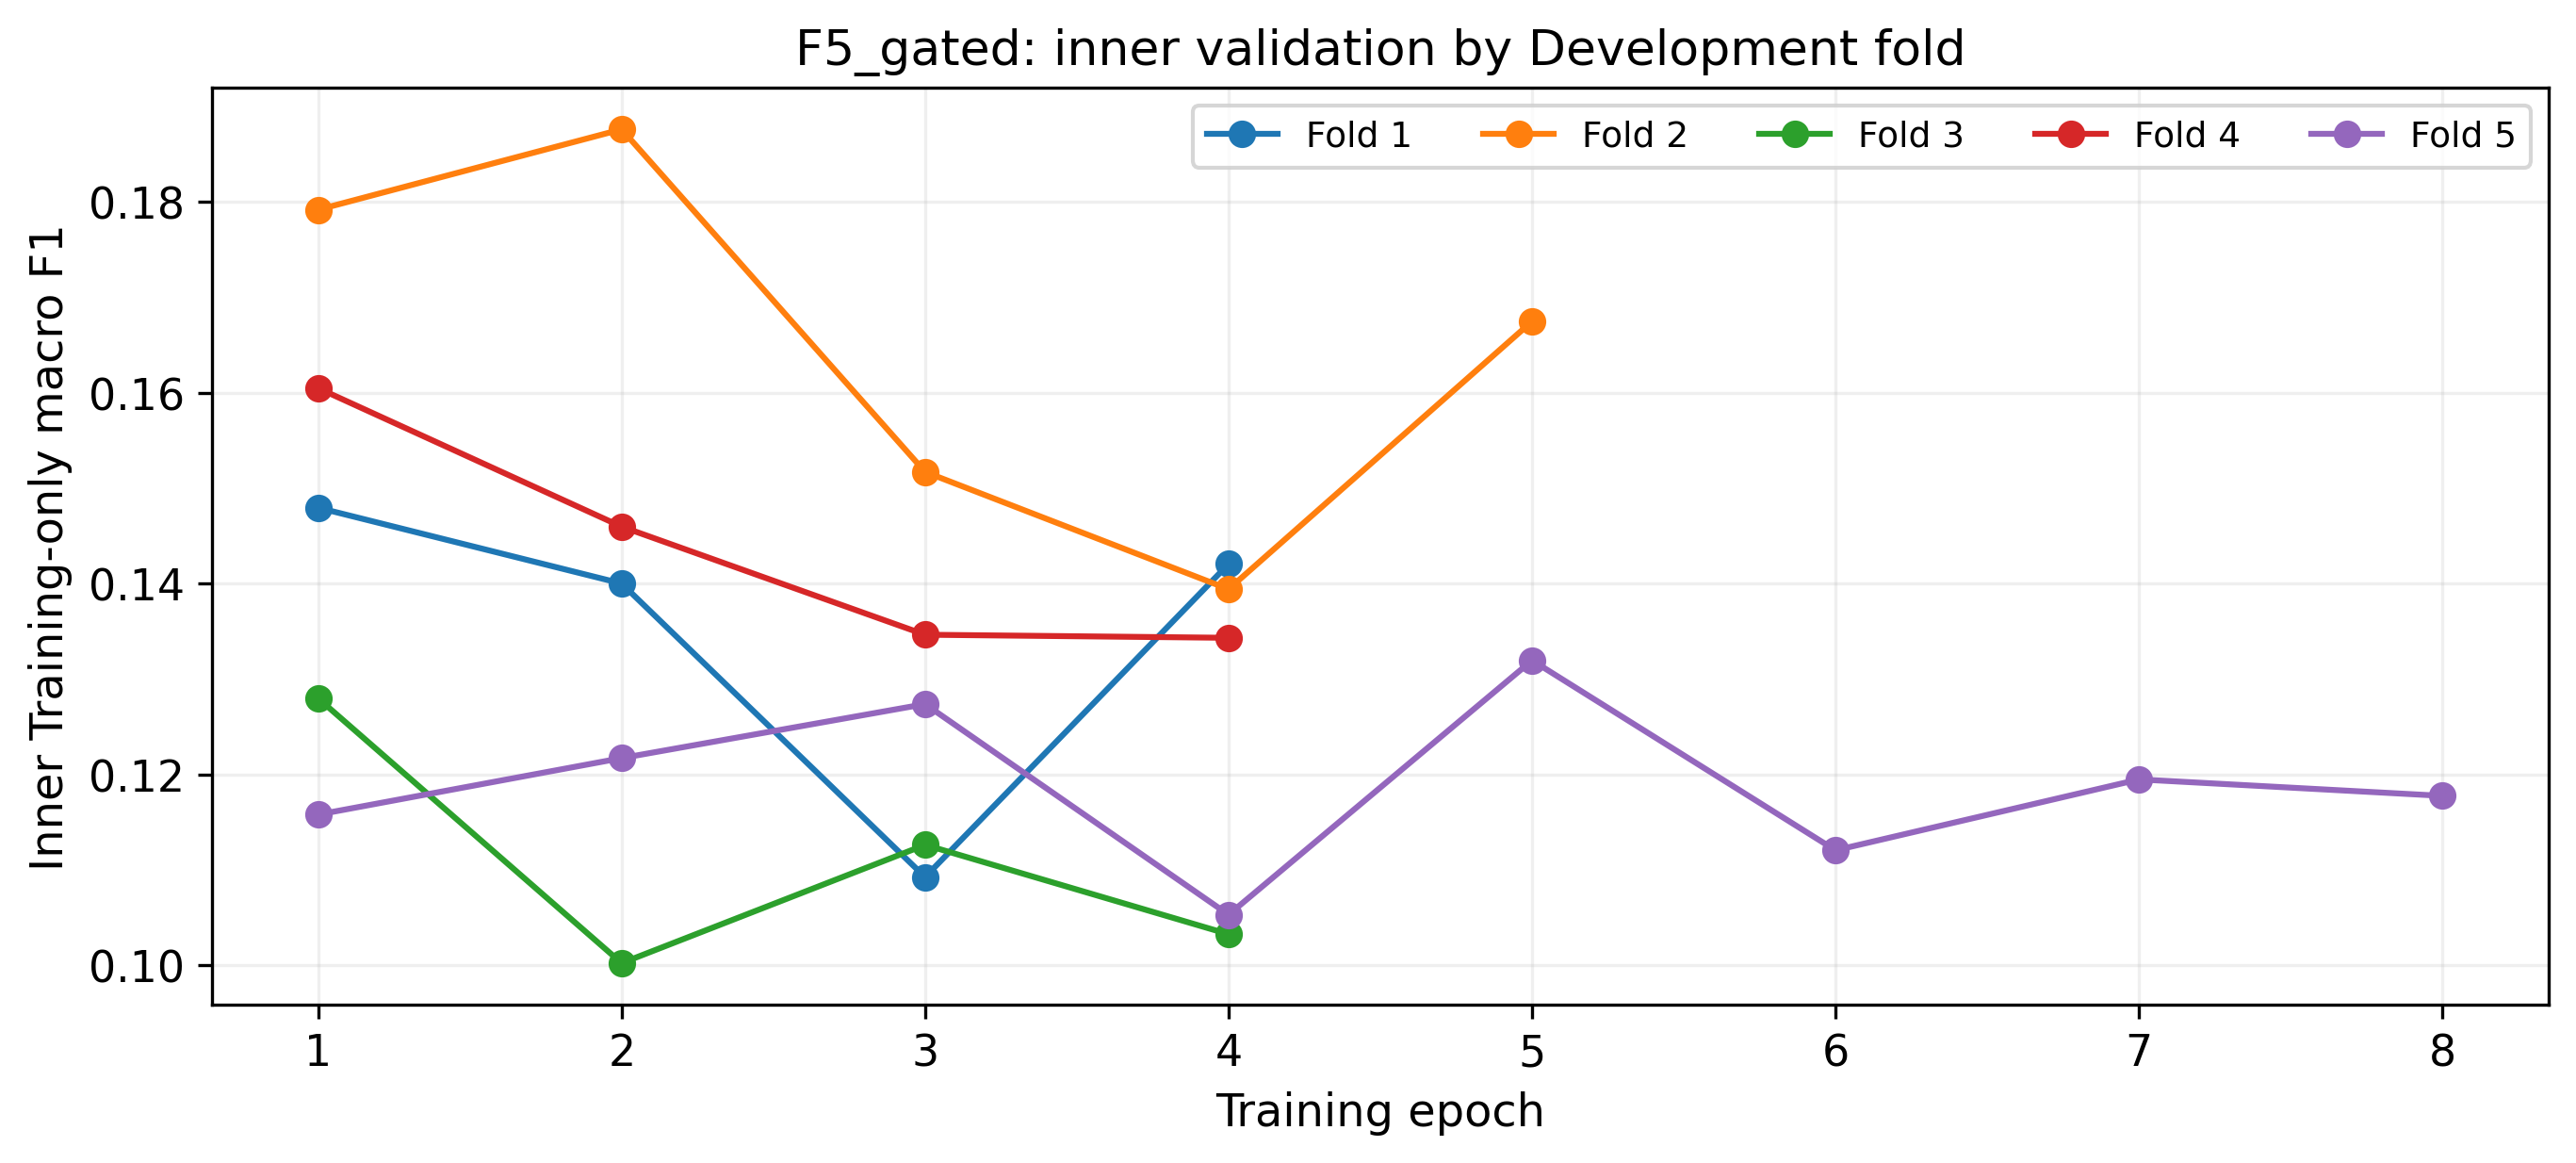 F5_gated: inner validation by Development fold
Fold 1 Fold 2 Fold 3 Fold 4 Fold 5
Inner Training-only macro F1
0.18
0.16
0.14
0.12
0.10
1 2 3 4 5 6 7 8
Training epoch